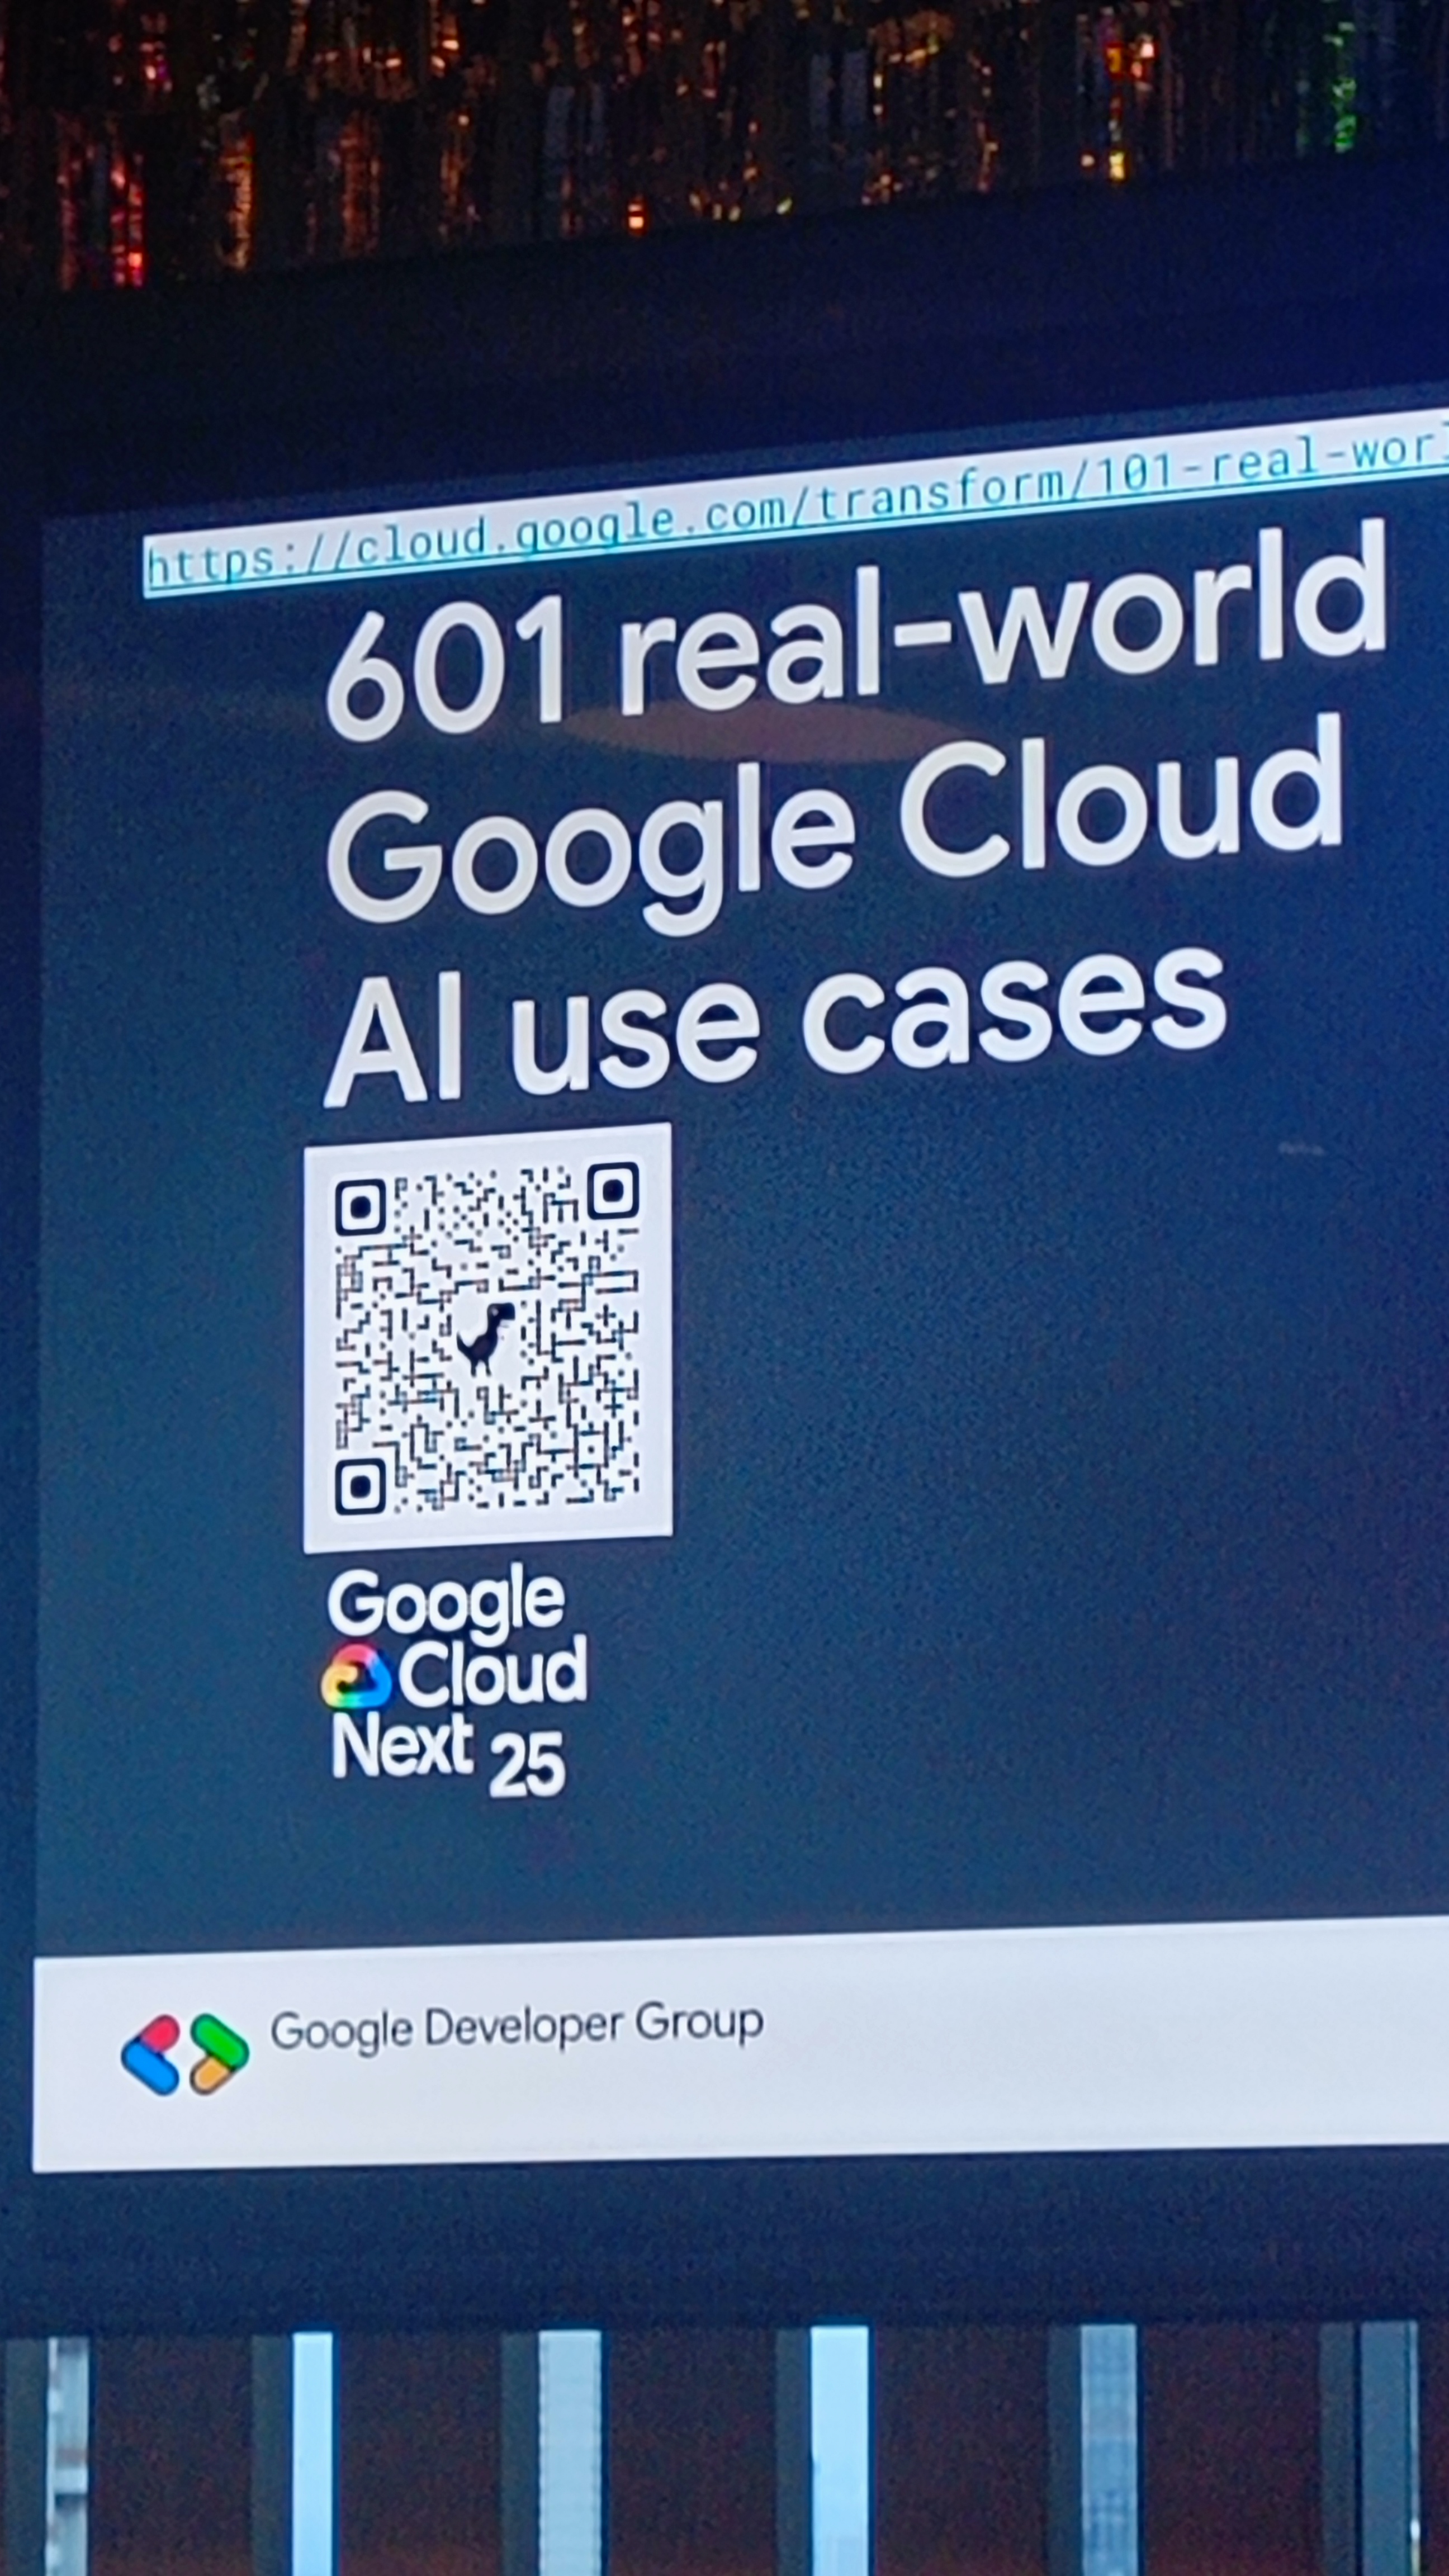 https://cloud.google.com/transform/101-real-worl
601 real-world
Google Cloud
AI use cases
Google
Cloud
Next 25
Google Developer Group